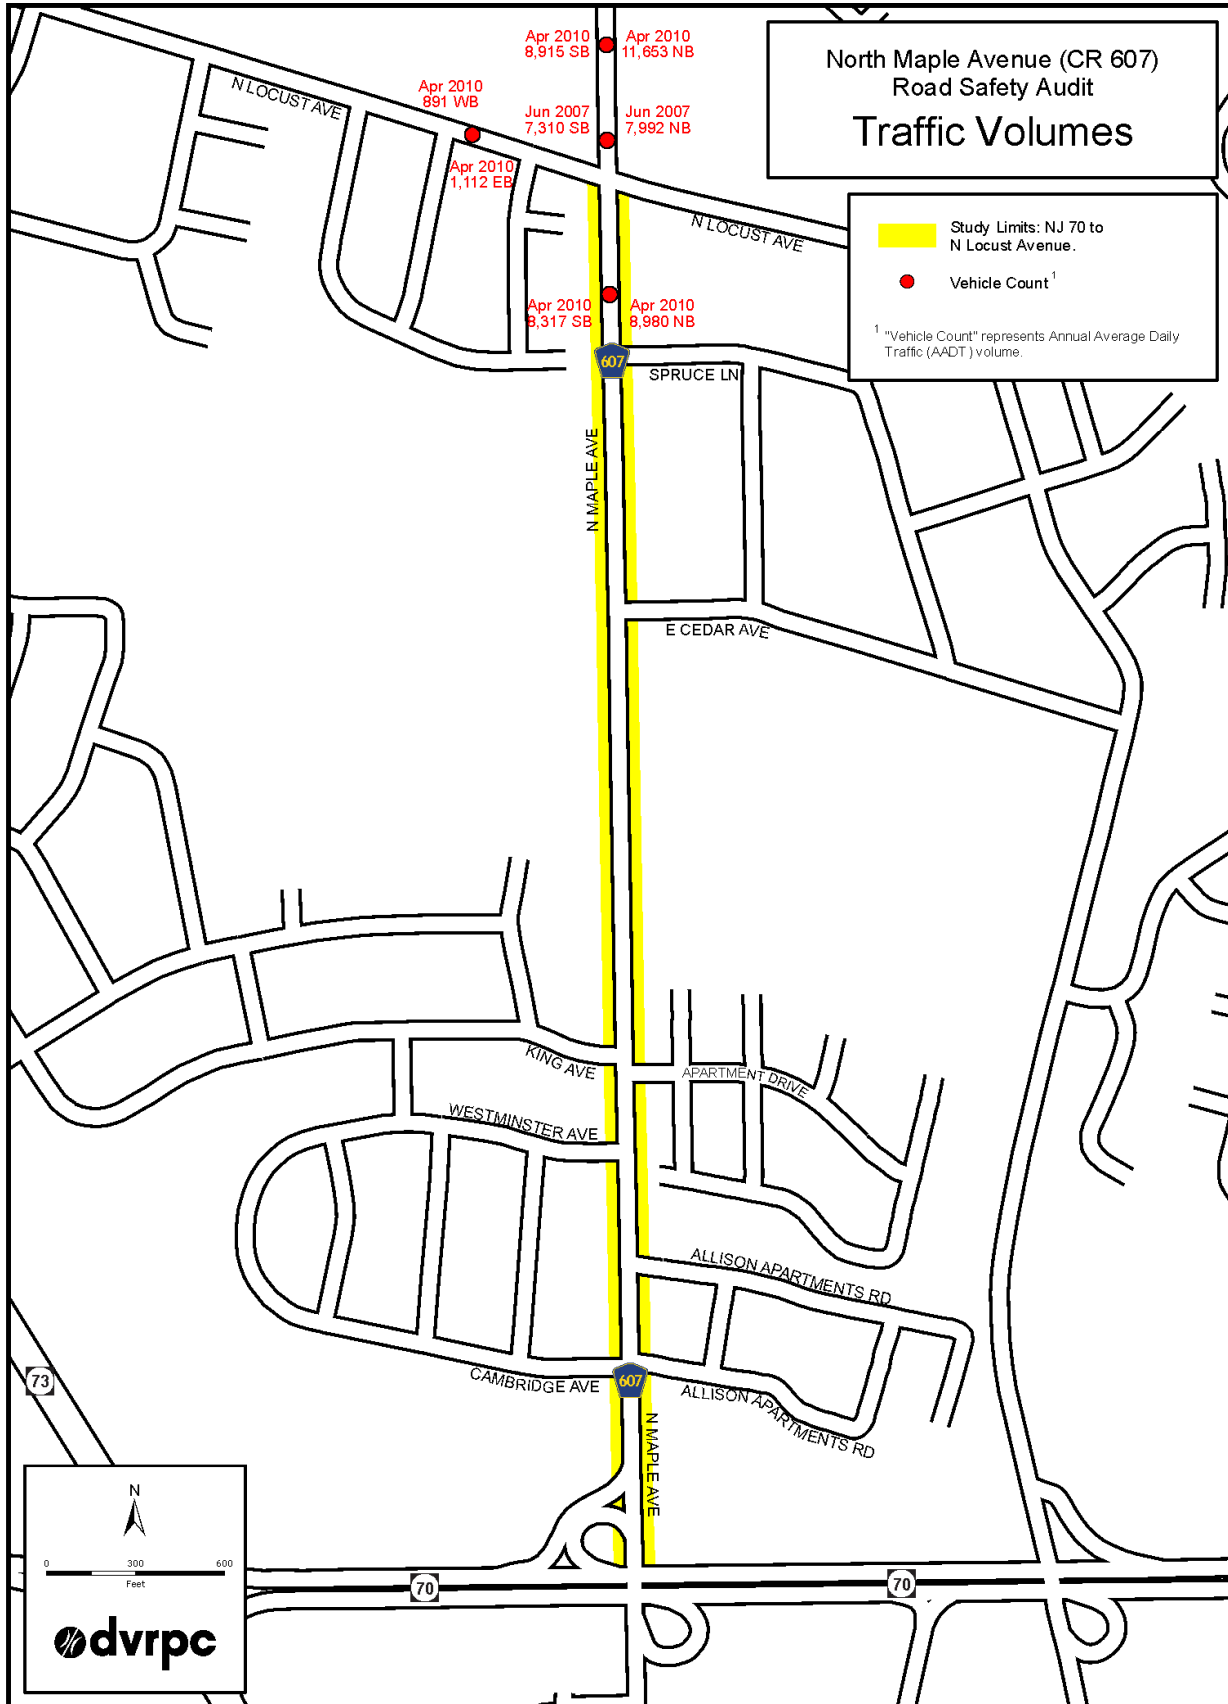 North Maple Avenue (CR 607)
Road Safety Audit
Traffic Volumes
Study Limits: NJ 70 to
N Locust Avenue.
Vehicle Count 1
1 "Vehicle Count" represents Annual Average Daily
Traffic (AADT) volume.
Apr 2010
8,915 SB
Apr 2010
11,653 NB
Apr 2010
891 WB
Jun 2007
7,310 SB
Jun 2007
7,992 NB
Apr 2010
1,112 EB
N LOCUST AVE
N LOCUST AVE
Apr 2010
8,317 SB
Apr 2010
8,980 NB
607
SPRUCE LN
N MAPLE AVE
E CEDAR AVE
KING AVE
APARTMENT DRIVE
WESTMINSTER AVE
ALLISON APARTMENTS RD
CAMBRIDGE AVE
607
ALLISON APARTMENTS RD
N MAPLE AVE
73
70
70
N
0 300 600
Feet
dvrpc